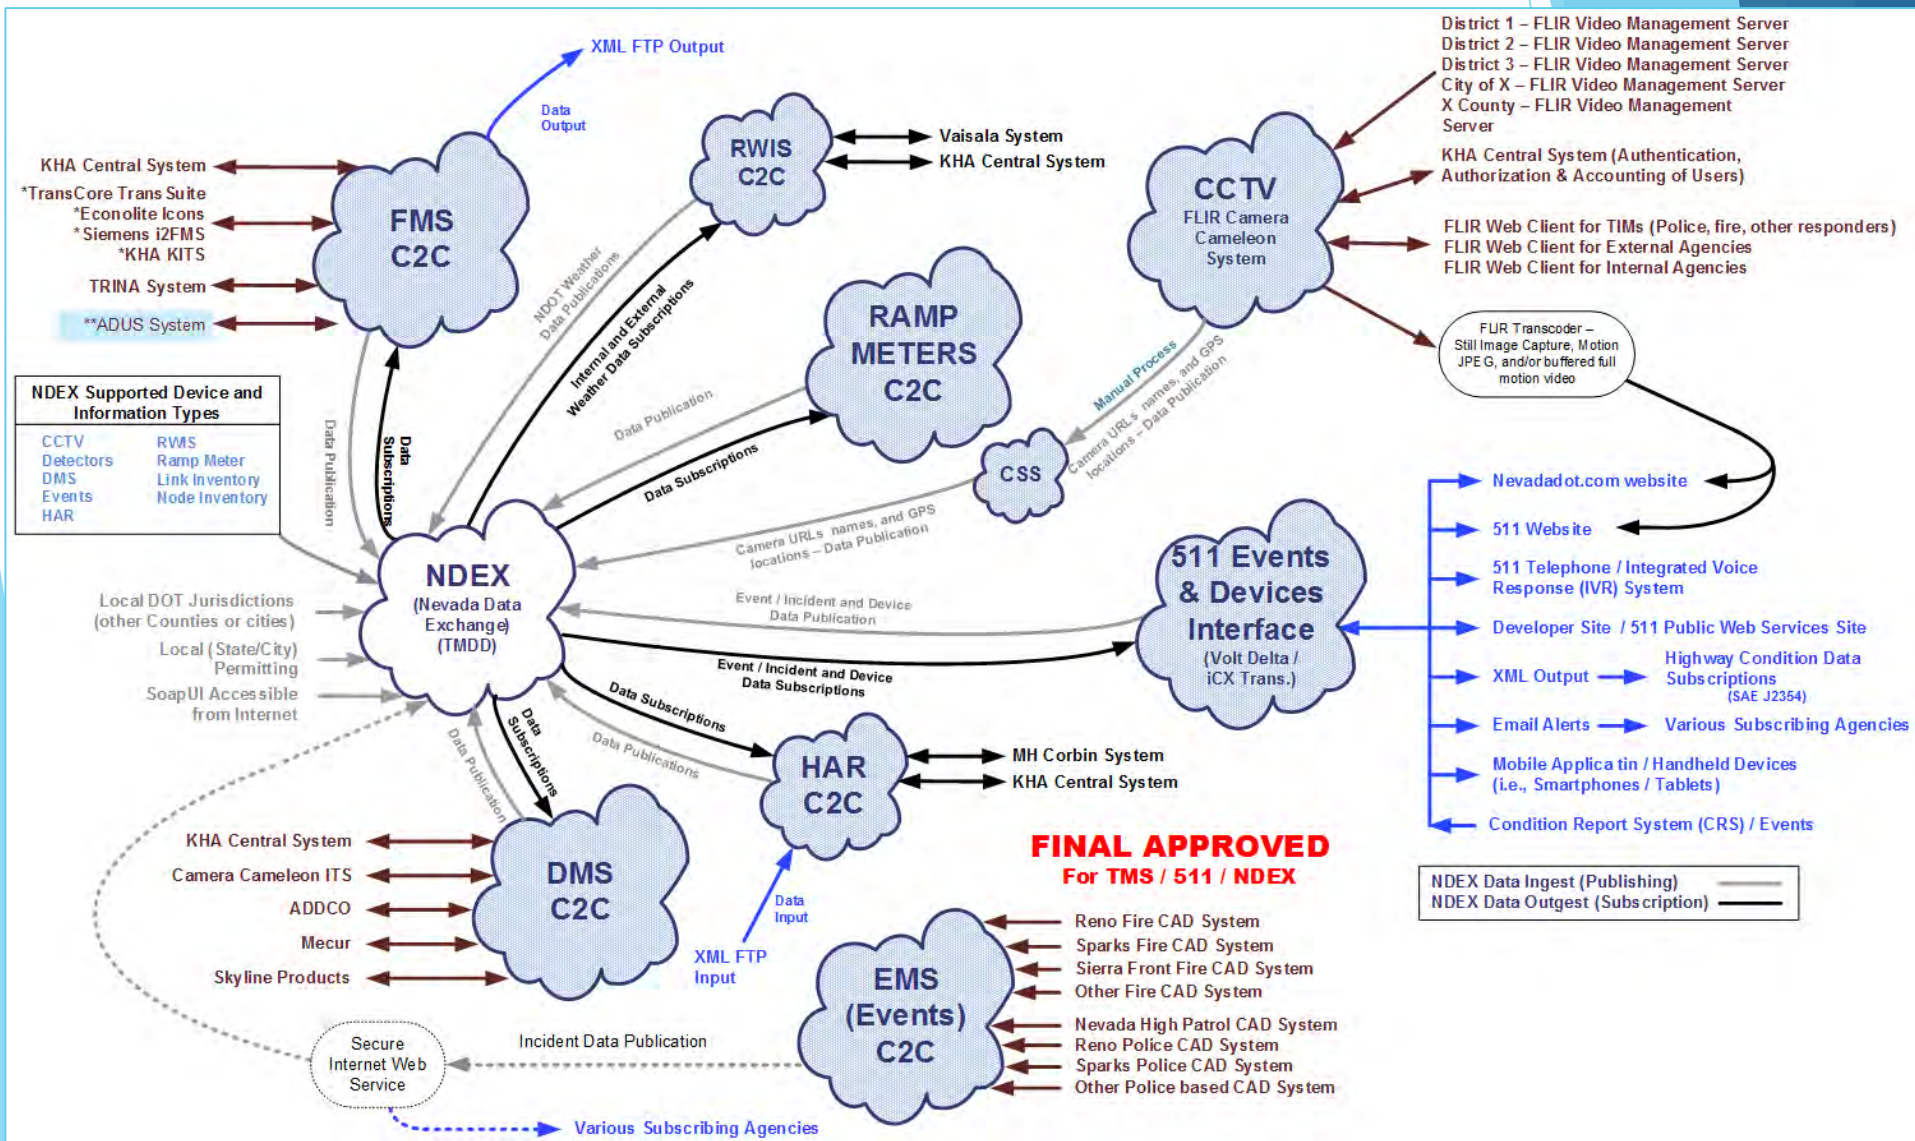 XML FTP Output
Data
Output
RWIS
C2C
Vaisala System
KHA Central System
District 1 – FLIR Video Management Server
District 2 – FLIR Video Management Server
District 3 – FLIR Video Management Server
City of X – FLIR Video Management Server
X County – FLIR Video Management
Server
KHA Central System (Authentication,
Authorization & Accounting of Users)
FLIR Web Client for TIMs (Police, fire, other responders)
FLIR Web Client for External Agencies
FLIR Web Client for Internal Agencies
CCTV
FLIR Camera
Cameleon
System
FLIR Transcoder –
Still Image Capture, Motion
JPEG, and/or buffered full
motion video
KHA Central System
*TransCore Trans Suite
*Econolite Icons
*Siemens i2FMS
*KHA KITS
TRINA System
**ADUS System
FMS
C2C
NDOT Weather
Data Publications
Internal and External
Weather Data Subscriptions
RAMP
METERS
C2C
Data Publication
Data Subscriptions
Manual Process
Camera URLs names, and GPS
locations – Data Publication
CSS
Camera URLs names, and GPS
locations – Data Publication
NDEX Supported Device and
Information Types
CCTV
Detectors
DMS
Events
HAR
RWIS
Ramp Meter
Link Inventory
Node Inventory
Data Publication
Data
Subscriptions
NDEX
(Nevada Data
Exchange)
(TMDD)
Local DOT Jurisdictions
(other Counties or cities)
Local (State/City)
Permitting
SoapUI Accessible
from Internet
Event / Incident and Device
Data Publication
Event / Incident and Device
Data Subscriptions
511 Events
& Devices
Interface
(Volt Delta /
iCX Trans.)
Nevadadot.com website
511 Website
511 Telephone / Integrated Voice
Response (IVR) System
Developer Site / 511 Public Web Services Site
XML Output
Highway Condition Data
Subscriptions
(SAE J2354)
Email Alerts
Various Subscribing Agencies
Mobile Applicatin / Handheld Devices
(i.e., Smartphones / Tablets)
Condition Report System (CRS) / Events
Data Subscriptions
Data Publications
HAR
C2C
MH Corbin System
KHA Central System
Data
Input
XML FTP
Input
Data
Subscriptions
Data Publication
DMS
C2C
KHA Central System
Camera Cameleon ITS
ADDCO
Mecur
Skyline Products
FINAL APPROVED
For TMS / 511 / NDEX
NDEX Data Ingest (Publishing)
NDEX Data Outgest (Subscription)
EMS
(Events)
C2C
Reno Fire CAD System
Sparks Fire CAD System
Sierra Front Fire CAD System
Other Fire CAD System
Nevada High Patrol CAD System
Reno Police CAD System
Sparks Police CAD System
Other Police based CAD System
Incident Data Publication
Secure
Internet Web
Service
Various Subscribing Agencies